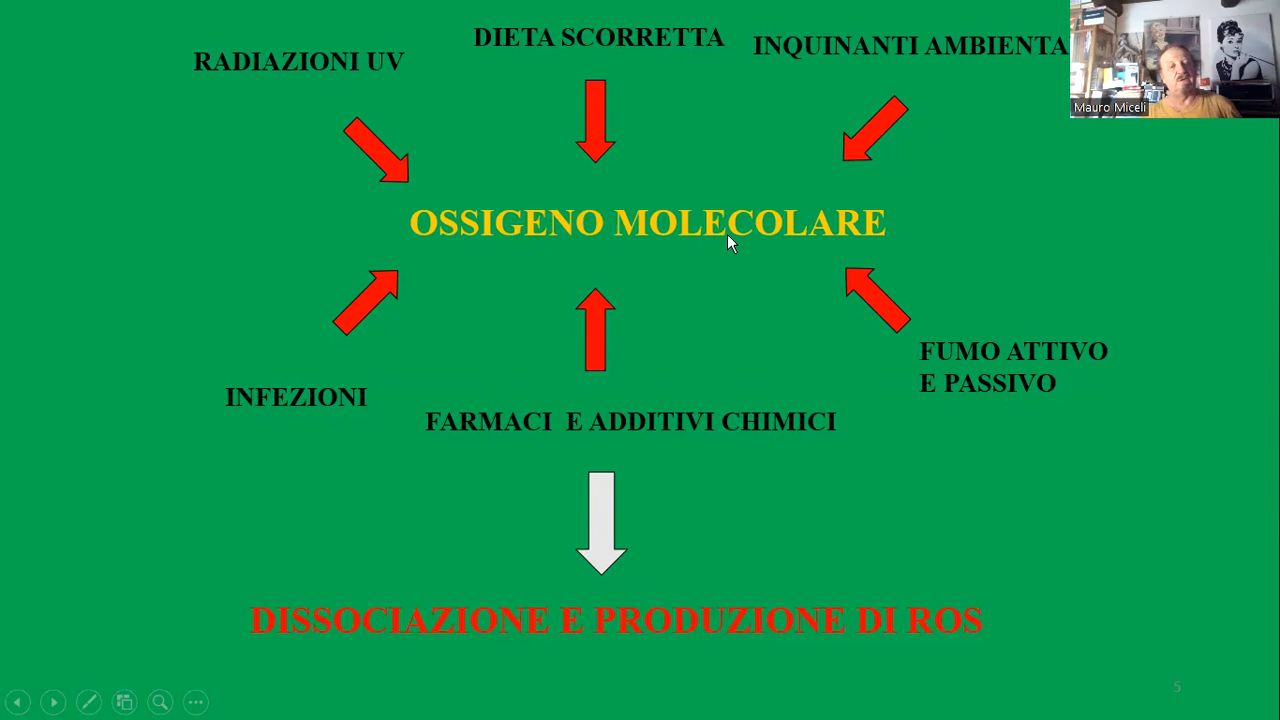 DIETA SCORRETTA
RADIAZIONI UV
INQUINANTI AMBIENTA
Mauro Miceli
OSSIGENO MOLECOLARE
FUMO ATTIVO
E PASSIVO
INFEZIONI
FARMACI E ADDITIVI CHIMICI
DISSOCIAZIONE E PRODUZIONE DI ROS
5